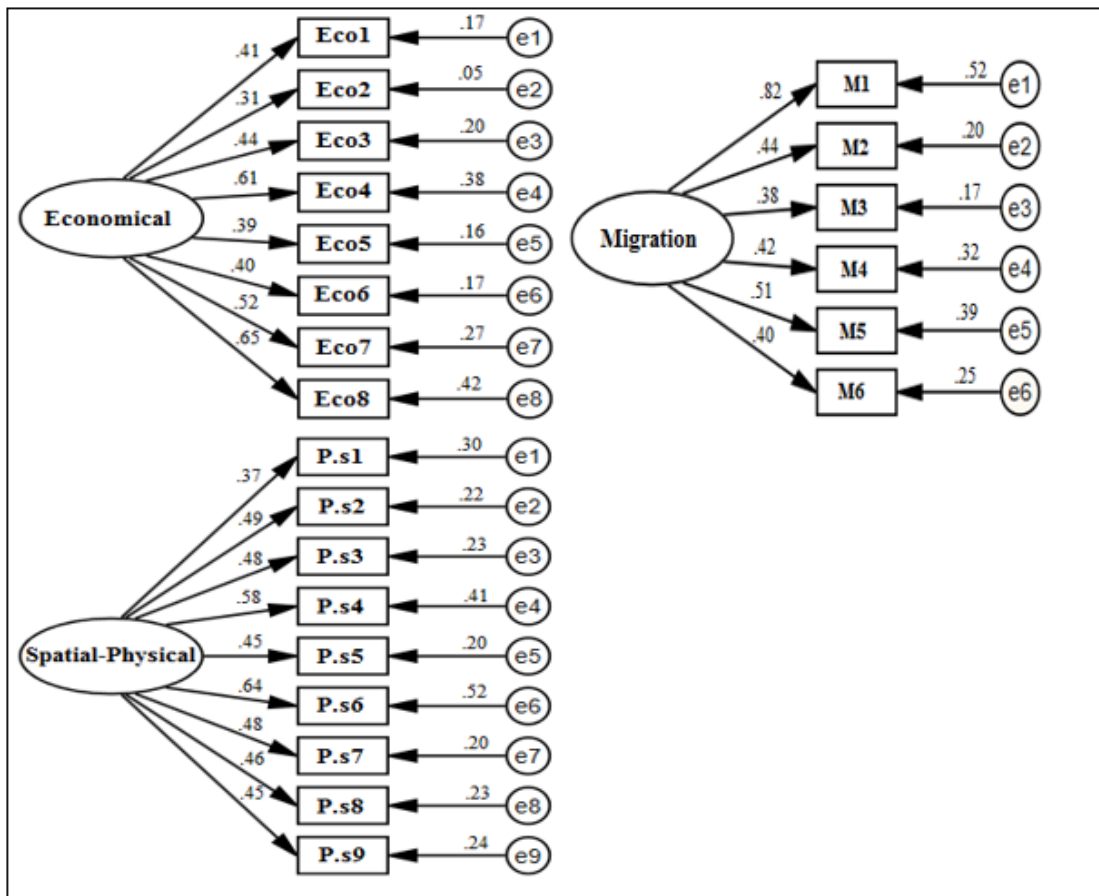 .41 Eco1 .17 e1
.31 Eco2 .05 e2
.44 Eco3 .20 e3
.61 Eco4 .38 e4
Economical
.39 Eco5 .16 e5
.40 Eco6 .17 e6
.52 Eco7 .27 e7
.65 Eco8 .42 e8
.37 P.s1 .30 e1
.49 P.s2 .22 e2
.48 P.s3 .23 e3
.58 P.s4 .41 e4
Spatial-Physical .45 P.s5 .20 e5
.64 P.s6 .52 e6
.48 P.s7 .20 e7
.46 P.s8 .23 e8
.45 P.s9 .24 e9
.82 M1 .52 e1
.44 M2 .20 e2
.38 M3 .17 e3
Migration
.42 M4 .32 e4
.51 M5 .39 e5
.40 M6 .25 e6